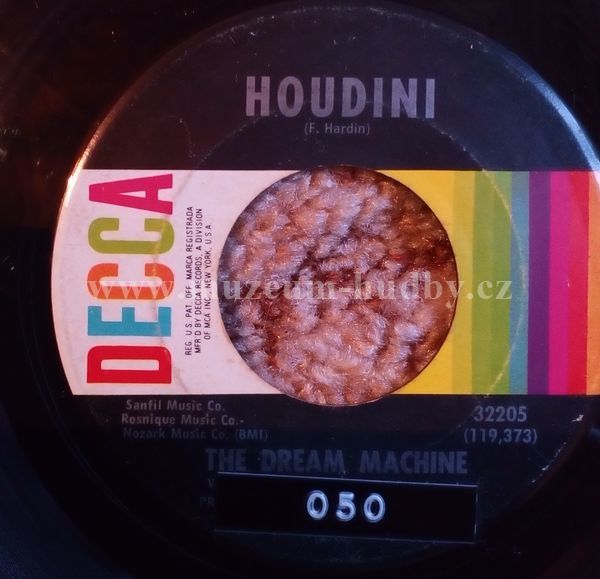 HOUDINI
(F. Hardin)
DECCA
REG. U.S. PAT. OFF. MARCA REGISTRADA
MFR'D BY DECCA RECORDS, A DIVISION
OF MCA INC., NEW YORK, U.S.A.
www.muzeum-hudby.cz
Sanfil Music Co.
Rosnique Music Co.-
Nozark Music Co. (BMI)
32205
(119,373)
THE DREAM MACHINE
050